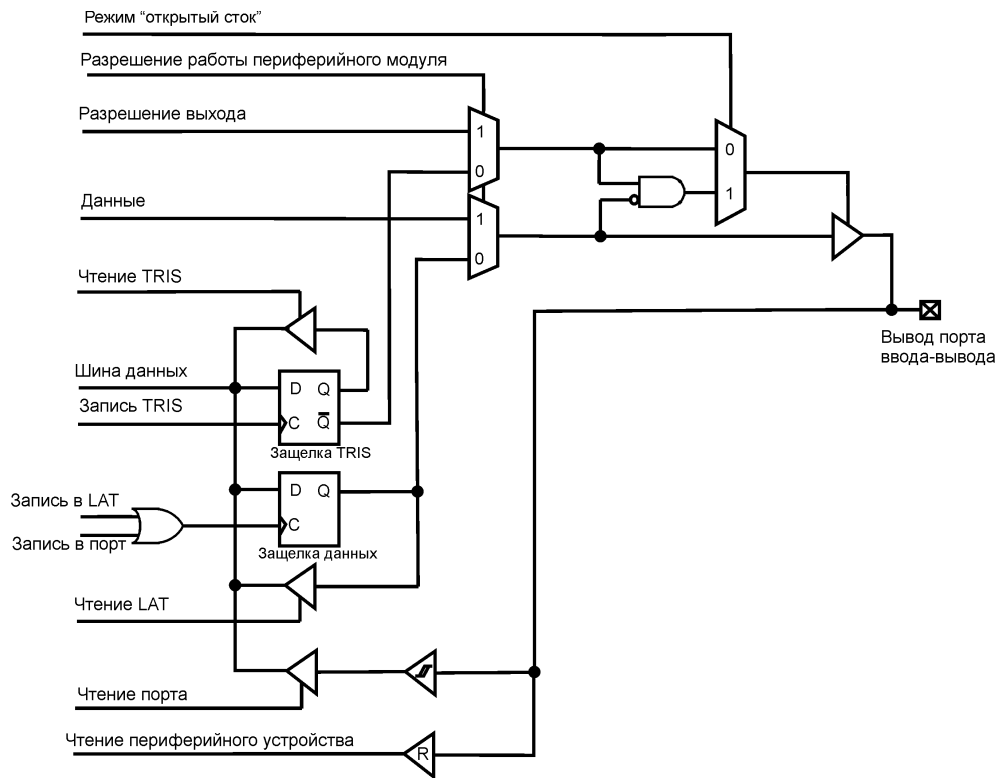 Режим “открытый сток”
Разрешение работы периферийного модуля
Разрешение выхода
1
0
0
1
Данные
1
0
Чтение TRIS
Вывод порта
ввода-вывода
Шина данных
D Q
Запись TRIS
C Q̅
Защелка TRIS
D Q
Запись в LAT
C
Запись в порт
Защелка данных
Чтение LAT
Чтение порта
Чтение периферийного устройства
R